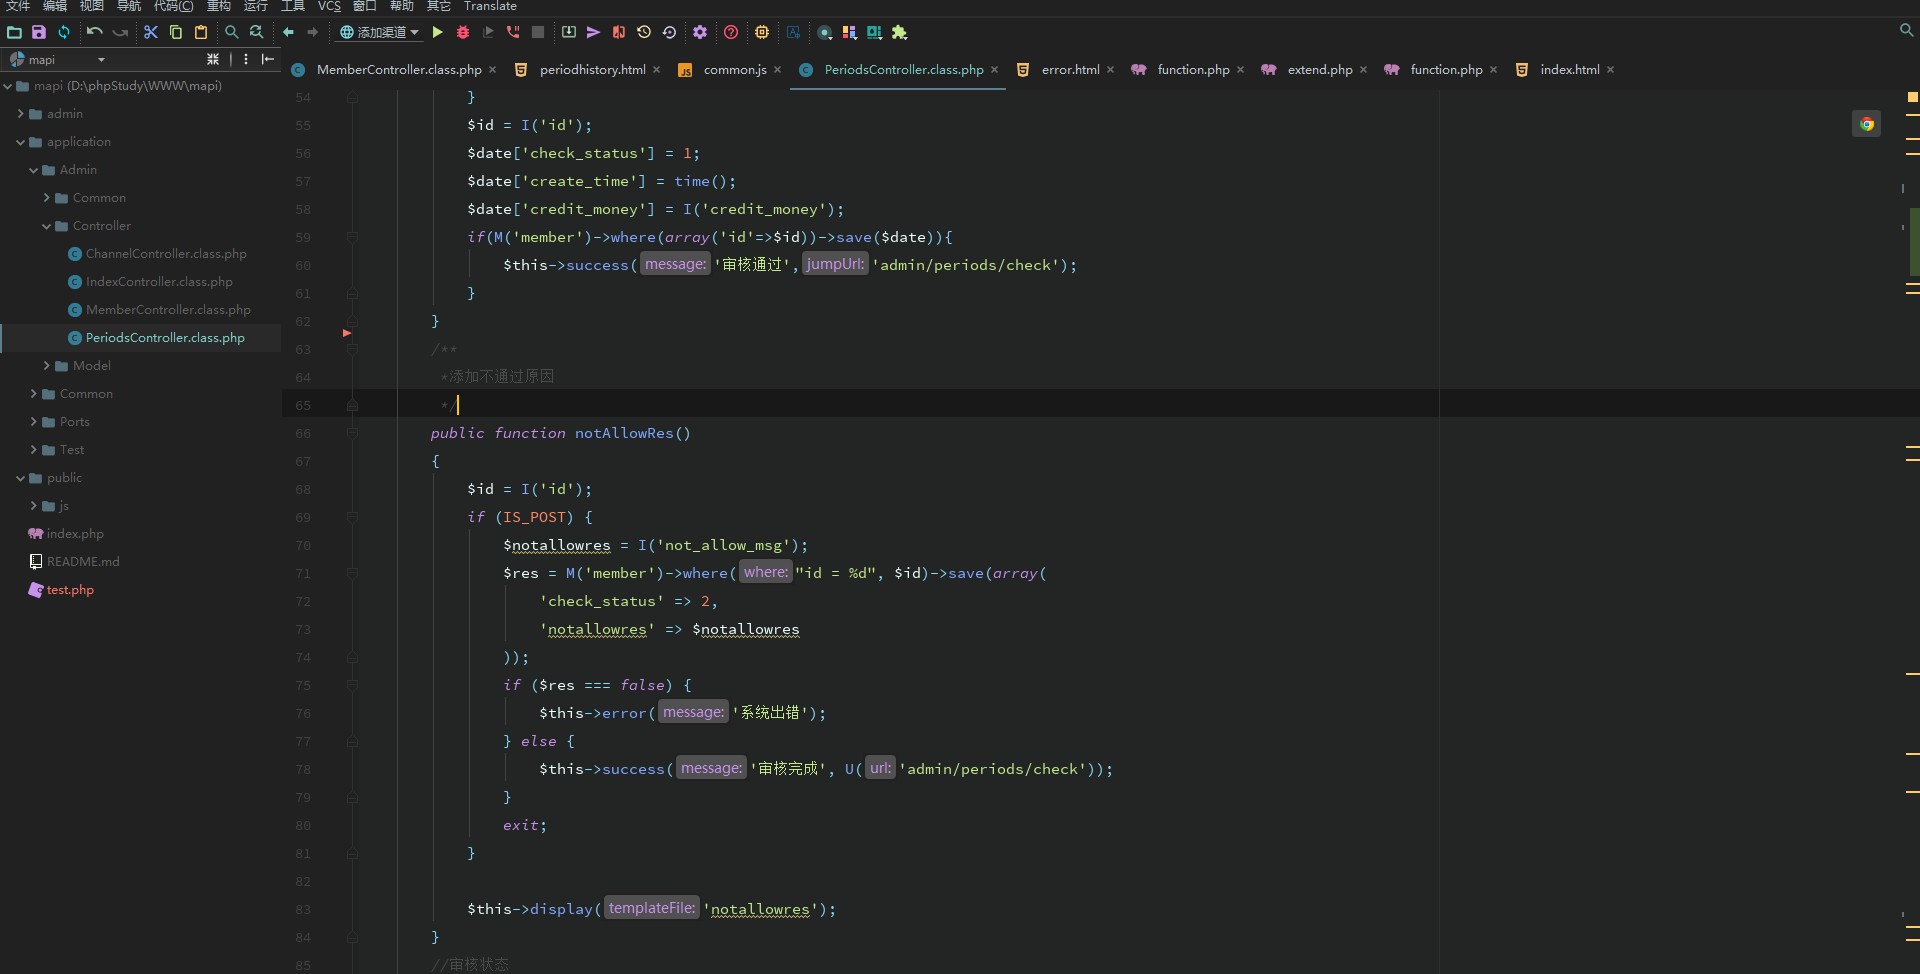 文件 编辑 视图 导航 代码(C) 重构 运行 工具 VCS 窗口 帮助 其它 Translate
添加渠道
mapi
MemberController.class.php periodhistory.html common.js PeriodsController.class.php error.html function.php extend.php function.php index.html
mapi (D:\phpStudy\WWW\mapi)
admin
application
Admin
Common
Controller
ChannelController.class.php
IndexController.class.php
MemberController.class.php
PeriodsController.class.php
Model
Common
Ports
Test
public
js
index.php
README.md
test.php
54 }
55 $id = I('id');
56 $date['check_status'] = 1;
57 $date['create_time'] = time();
58 $date['credit_money'] = I('credit_money');
59 if(M('member')->where(array('id'=>$id))->save($date)){
60 $this->success( message: '审核通过', jumpUrl: 'admin/periods/check');
61 }
62 }
63 /**
64 *添加不通过原因
65 */
66 public function notAllowRes()
67 {
68 $id = I('id');
69 if (IS_POST) {
70 $notallowres = I('not_allow_msg');
71 $res = M('member')->where( where: "id = %d", $id)->save(array(
72 'check_status' => 2,
73 'notallowres' => $notallowres
74 ));
75 if ($res === false) {
76 $this->error( message: '系统出错');
77 } else {
78 $this->success( message: '审核完成', U( url: 'admin/periods/check'));
79 }
80 exit;
81 }
82
83 $this->display( templateFile: 'notallowres');
84 }
85 //审核状态